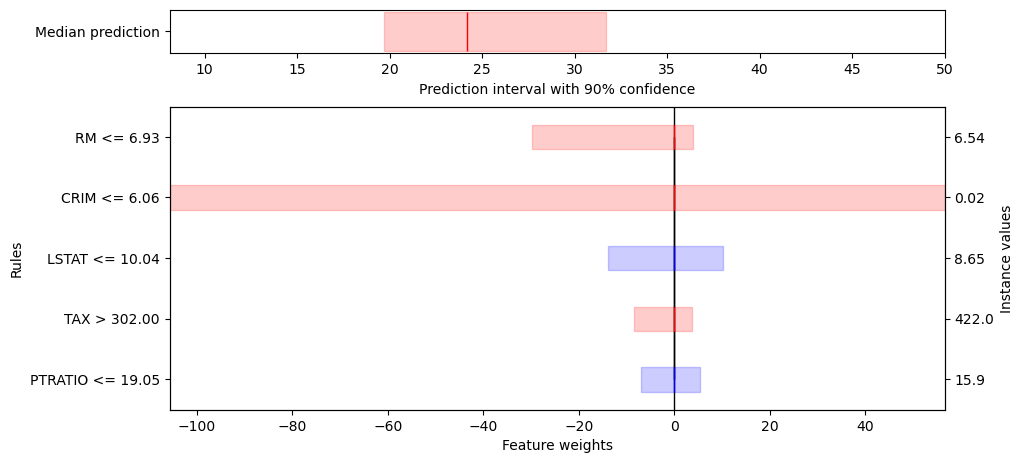 Median prediction
10 15 20 25 30 35 40 45 50
Prediction interval with 90% confidence
Rules
RM <= 6.93 6.54
CRIM <= 6.06 0.02
LSTAT <= 10.04 8.65
TAX > 302.00 422.0
PTRATIO <= 19.05 15.9
Instance values
−100 −80 −60 −40 −20 0 20 40
Feature weights